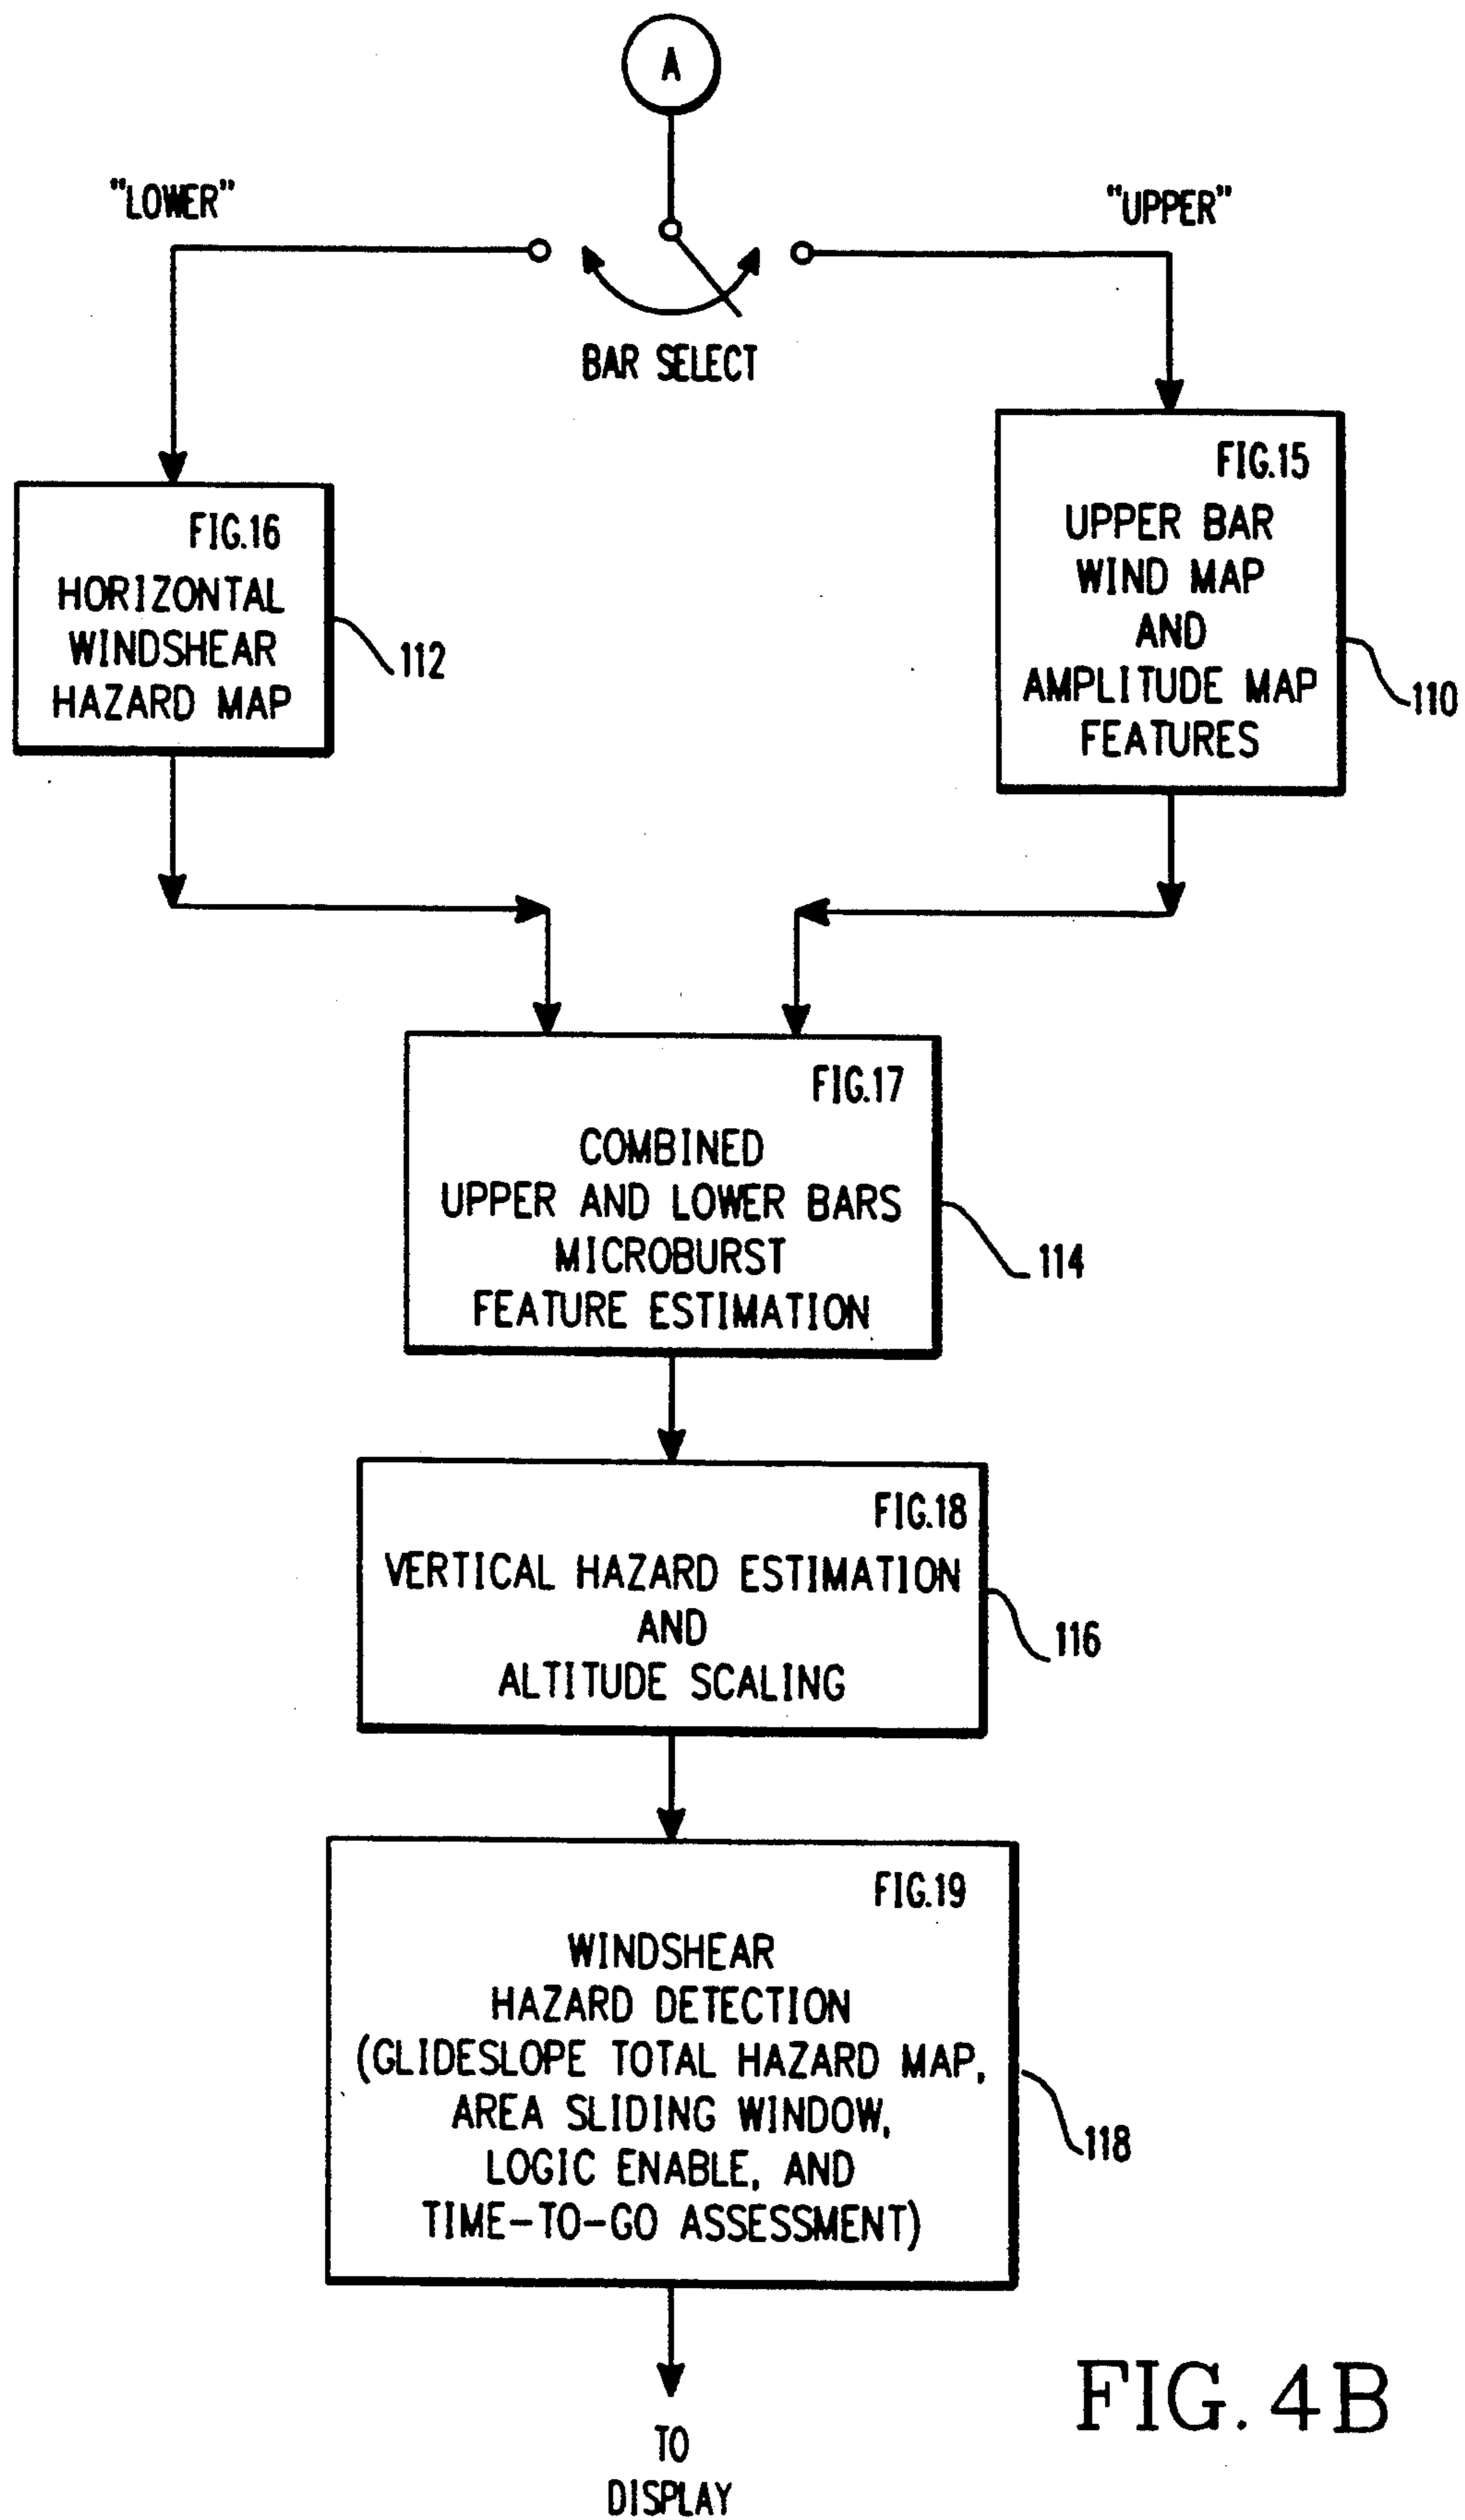 A
"LOWER"
"UPPER"
BAR SELECT
FIG.15
UPPER BAR
WIND MAP
AND
AMPLITUDE MAP
FEATURES
110
FIG.16
HORIZONTAL
WINDSHEAR
HAZARD MAP
112
FIG.17
COMBINED
UPPER AND LOWER BARS
MICROBURST
FEATURE ESTIMATION
114
FIG.18
VERTICAL HAZARD ESTIMATION
AND
ALTITUDE SCALING
116
FIG.19
WINDSHEAR
HAZARD DETECTION
(GLIDESLOPE TOTAL HAZARD MAP,
AREA SLIDING WINDOW,
LOGIC ENABLE, AND
TIME-TO-GO ASSESSMENT)
118
TO
DISPLAY
FIG. 4B